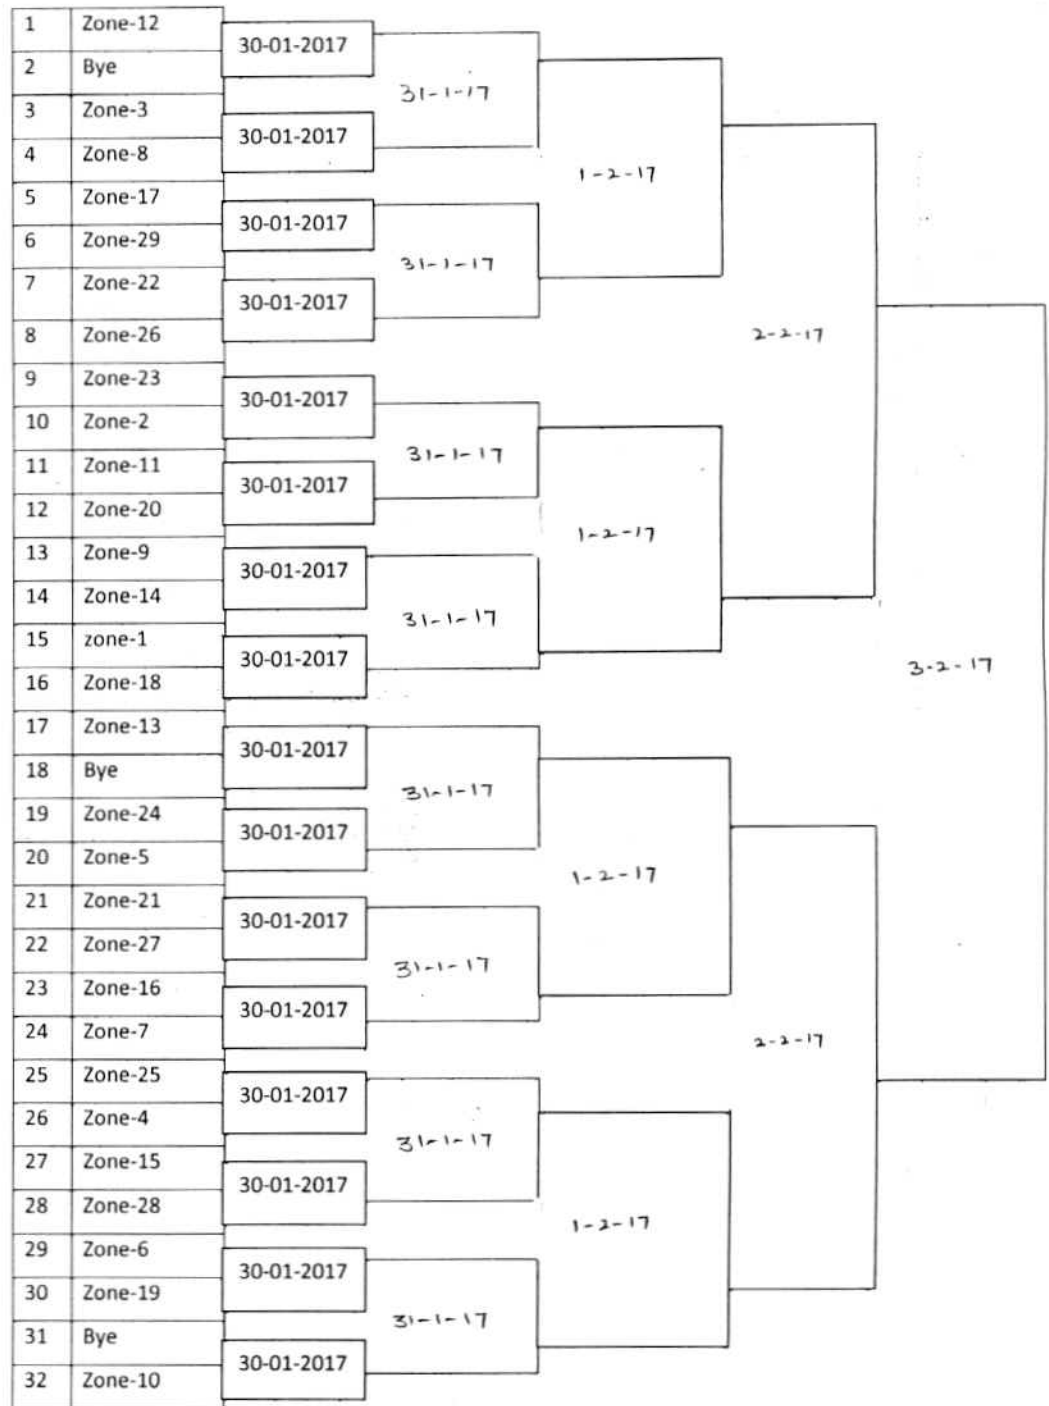 1 Zone-12
30-01-2017
2 Bye
31-1-17
3 Zone-3
30-01-2017
4 Zone-8
1-2-17
5 Zone-17
30-01-2017
6 Zone-29
31-1-17
7 Zone-22
30-01-2017
8 Zone-26
2-2-17
9 Zone-23
30-01-2017
10 Zone-2
31-1-17
11 Zone-11
30-01-2017
12 Zone-20
1-2-17
13 Zone-9
30-01-2017
14 Zone-14
31-1-17
15 zone-1
30-01-2017
3-2-17
16 Zone-18
17 Zone-13
30-01-2017
18 Bye
31-1-17
19 Zone-24
30-01-2017
20 Zone-5
1-2-17
21 Zone-21
30-01-2017
22 Zone-27
31-1-17
23 Zone-16
30-01-2017
24 Zone-7
2-2-17
25 Zone-25
30-01-2017
26 Zone-4
31-1-17
27 Zone-15
30-01-2017
28 Zone-28
1-2-17
29 Zone-6
30-01-2017
30 Zone-19
31-1-17
31 Bye
30-01-2017
32 Zone-10